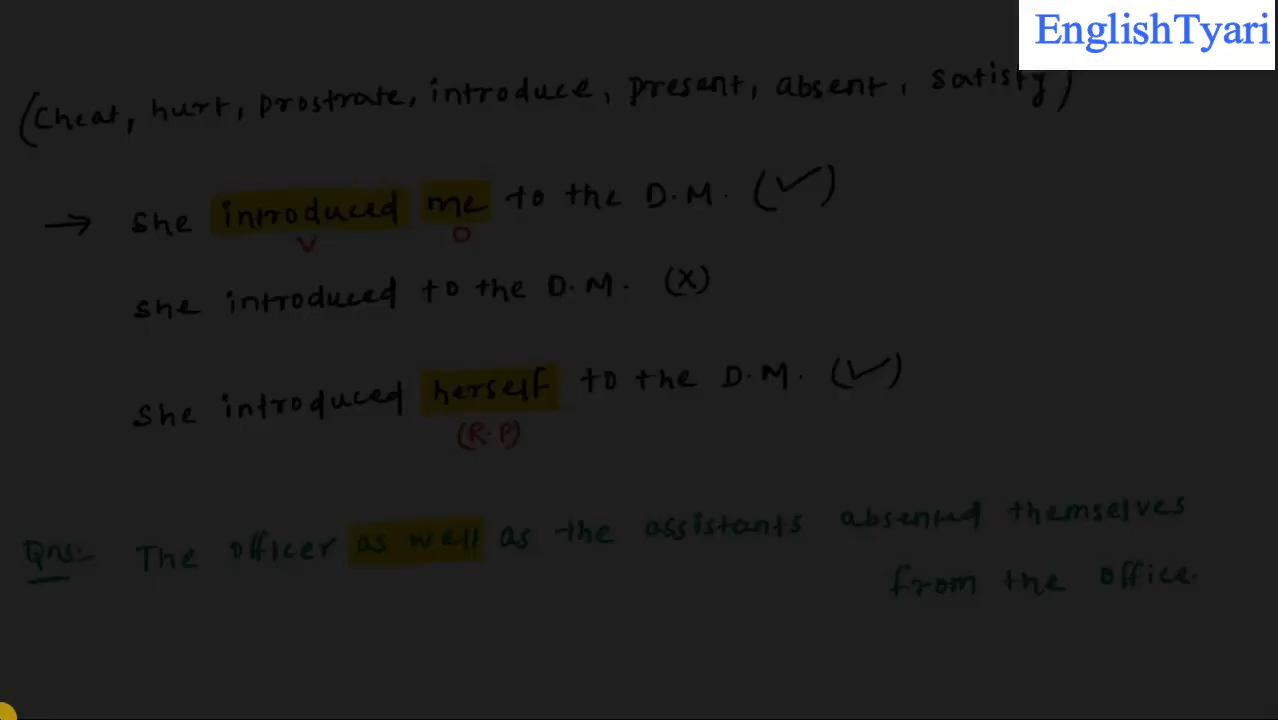 EnglishTyari
(Cheat, hurt, prostrate, introduce, present, absent, satisfy)
→ She introduced me to the D.M. (✓)
V O
She introduced to the D.M. (X)
She introduced herself to the D.M. (✓)
(R.P)
Qns:- The officer as well as the assistants absented themselves
from the office.